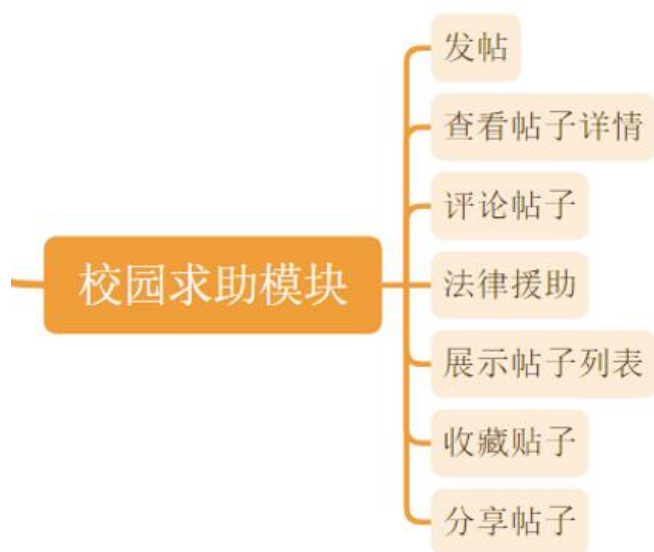 校园求助模块
发帖
查看帖子详情
评论帖子
法律援助
展示帖子列表
收藏贴子
分享帖子